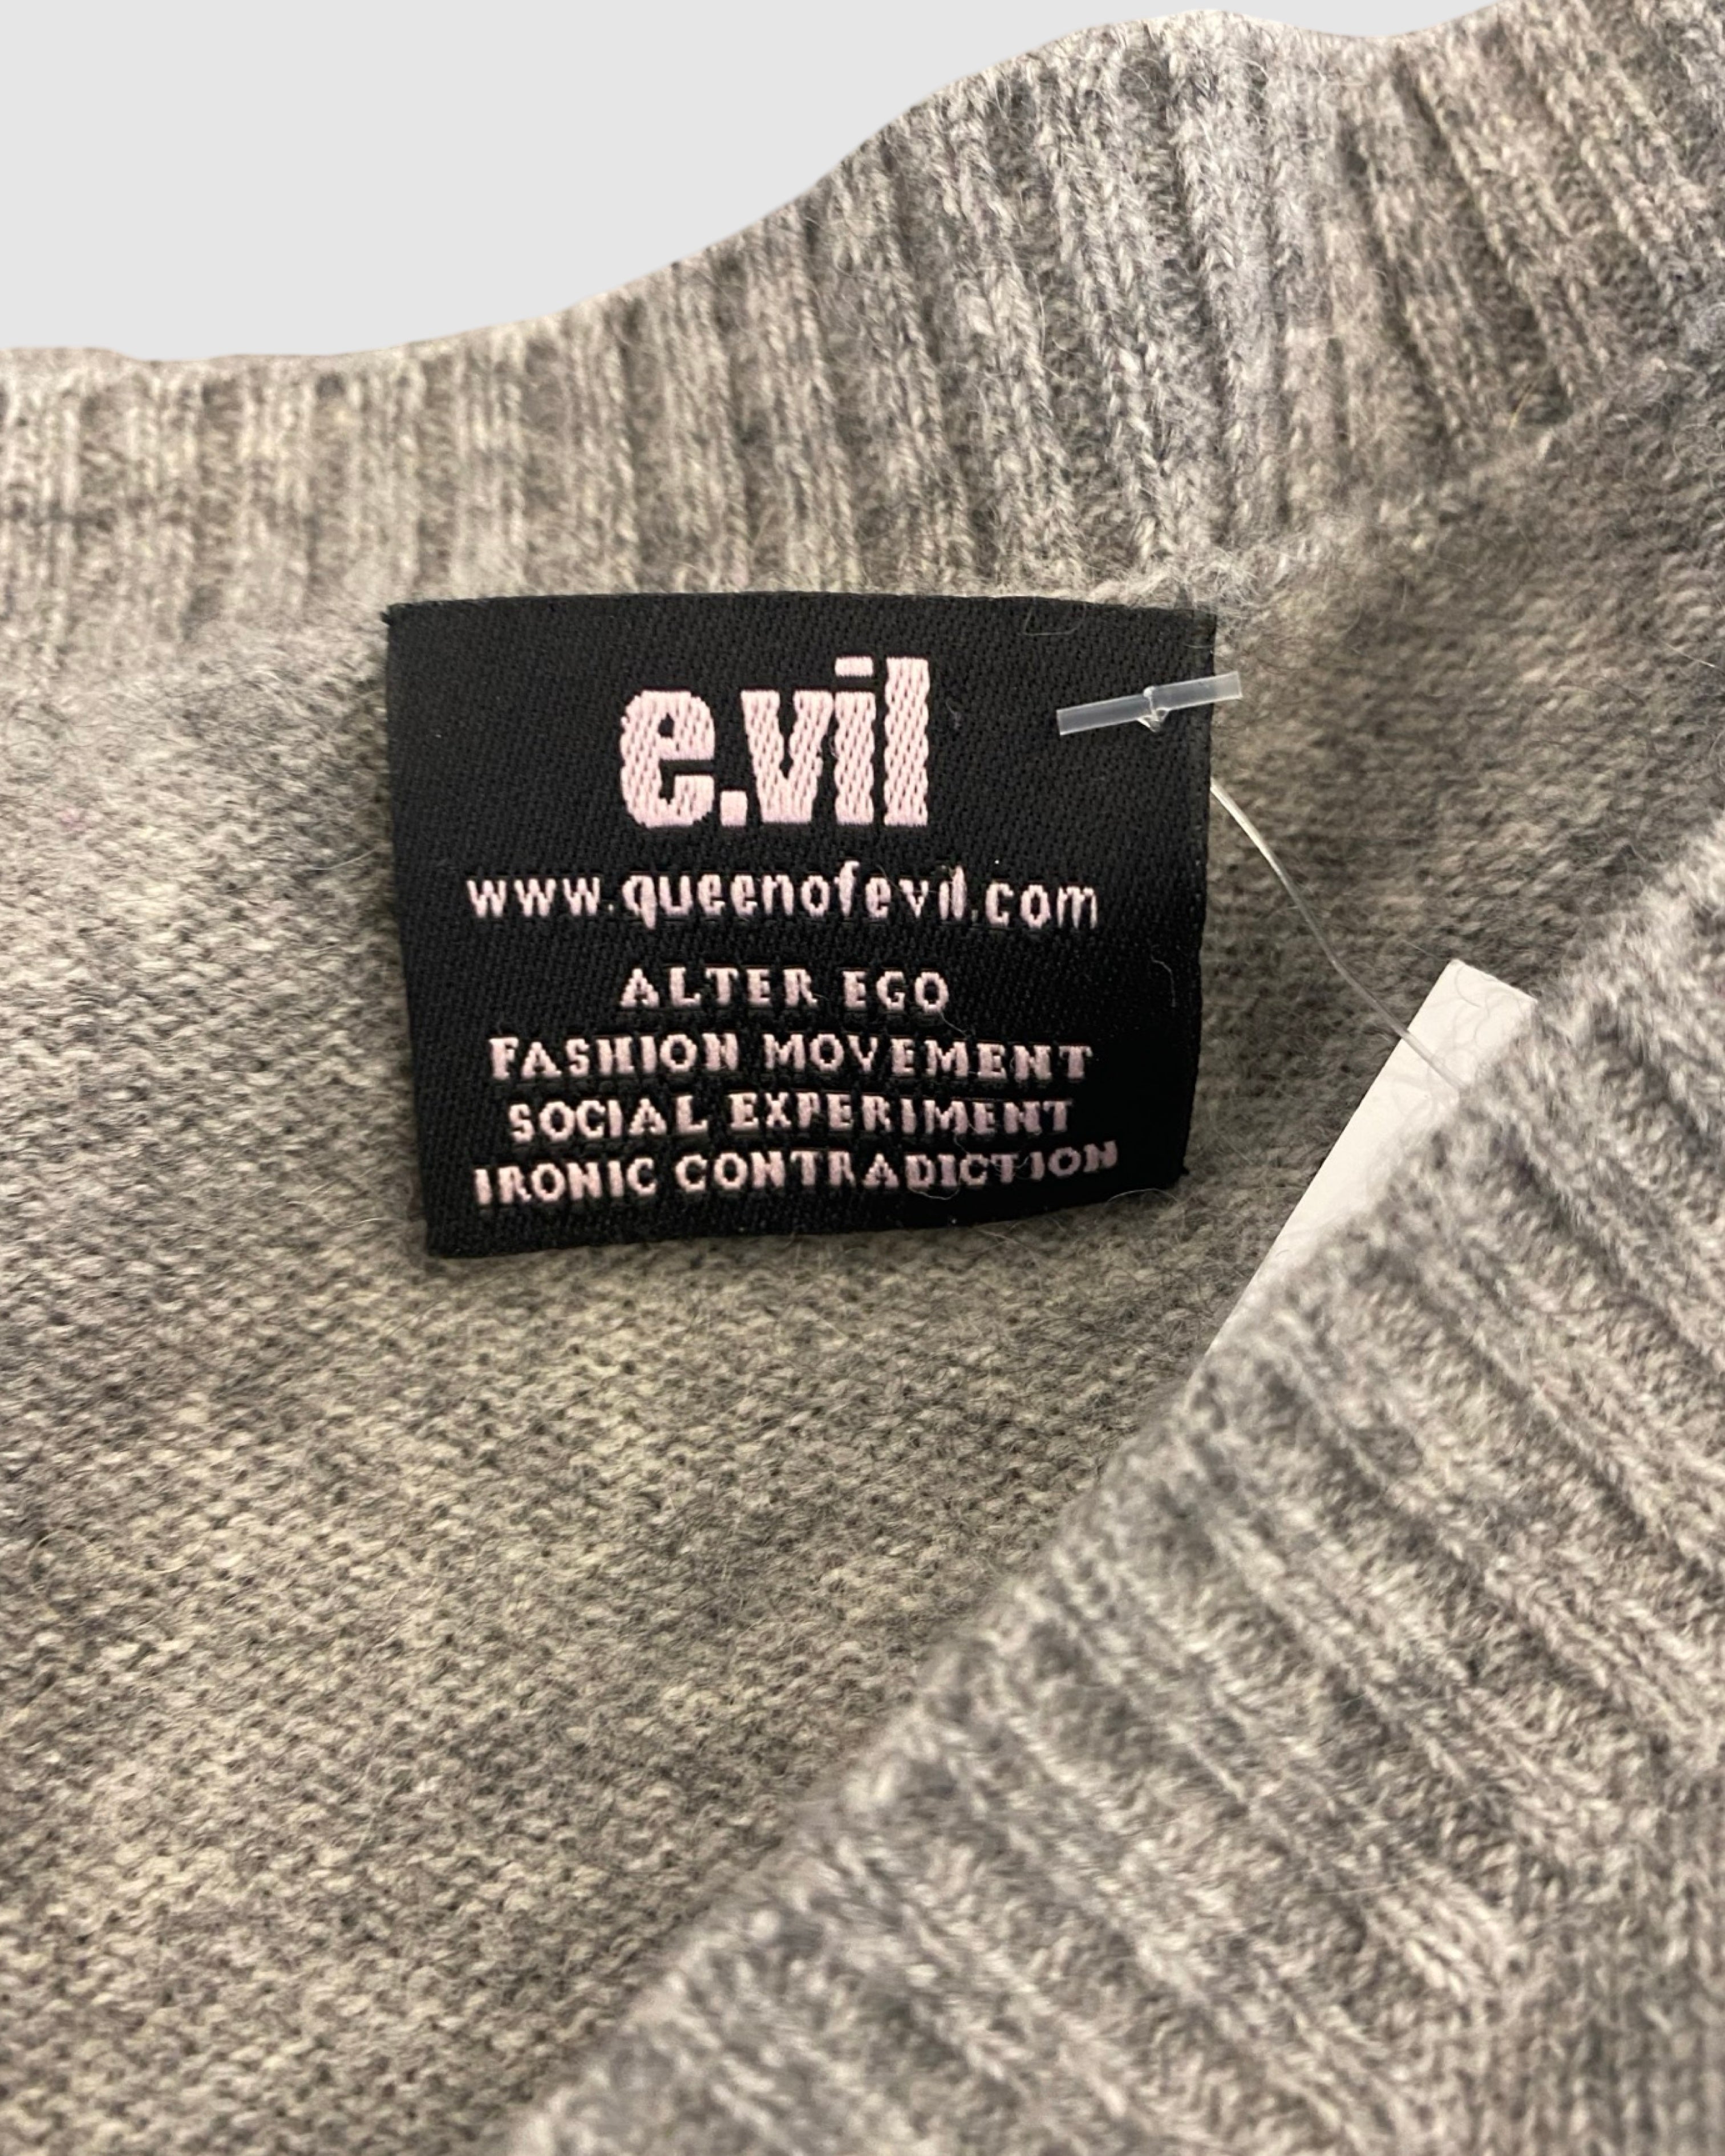 e.vil
www.queenofevil.com
ALTER EGO
FASHION MOVEMENT
SOCIAL EXPERIMENT
IRONIC CONTRADICTION